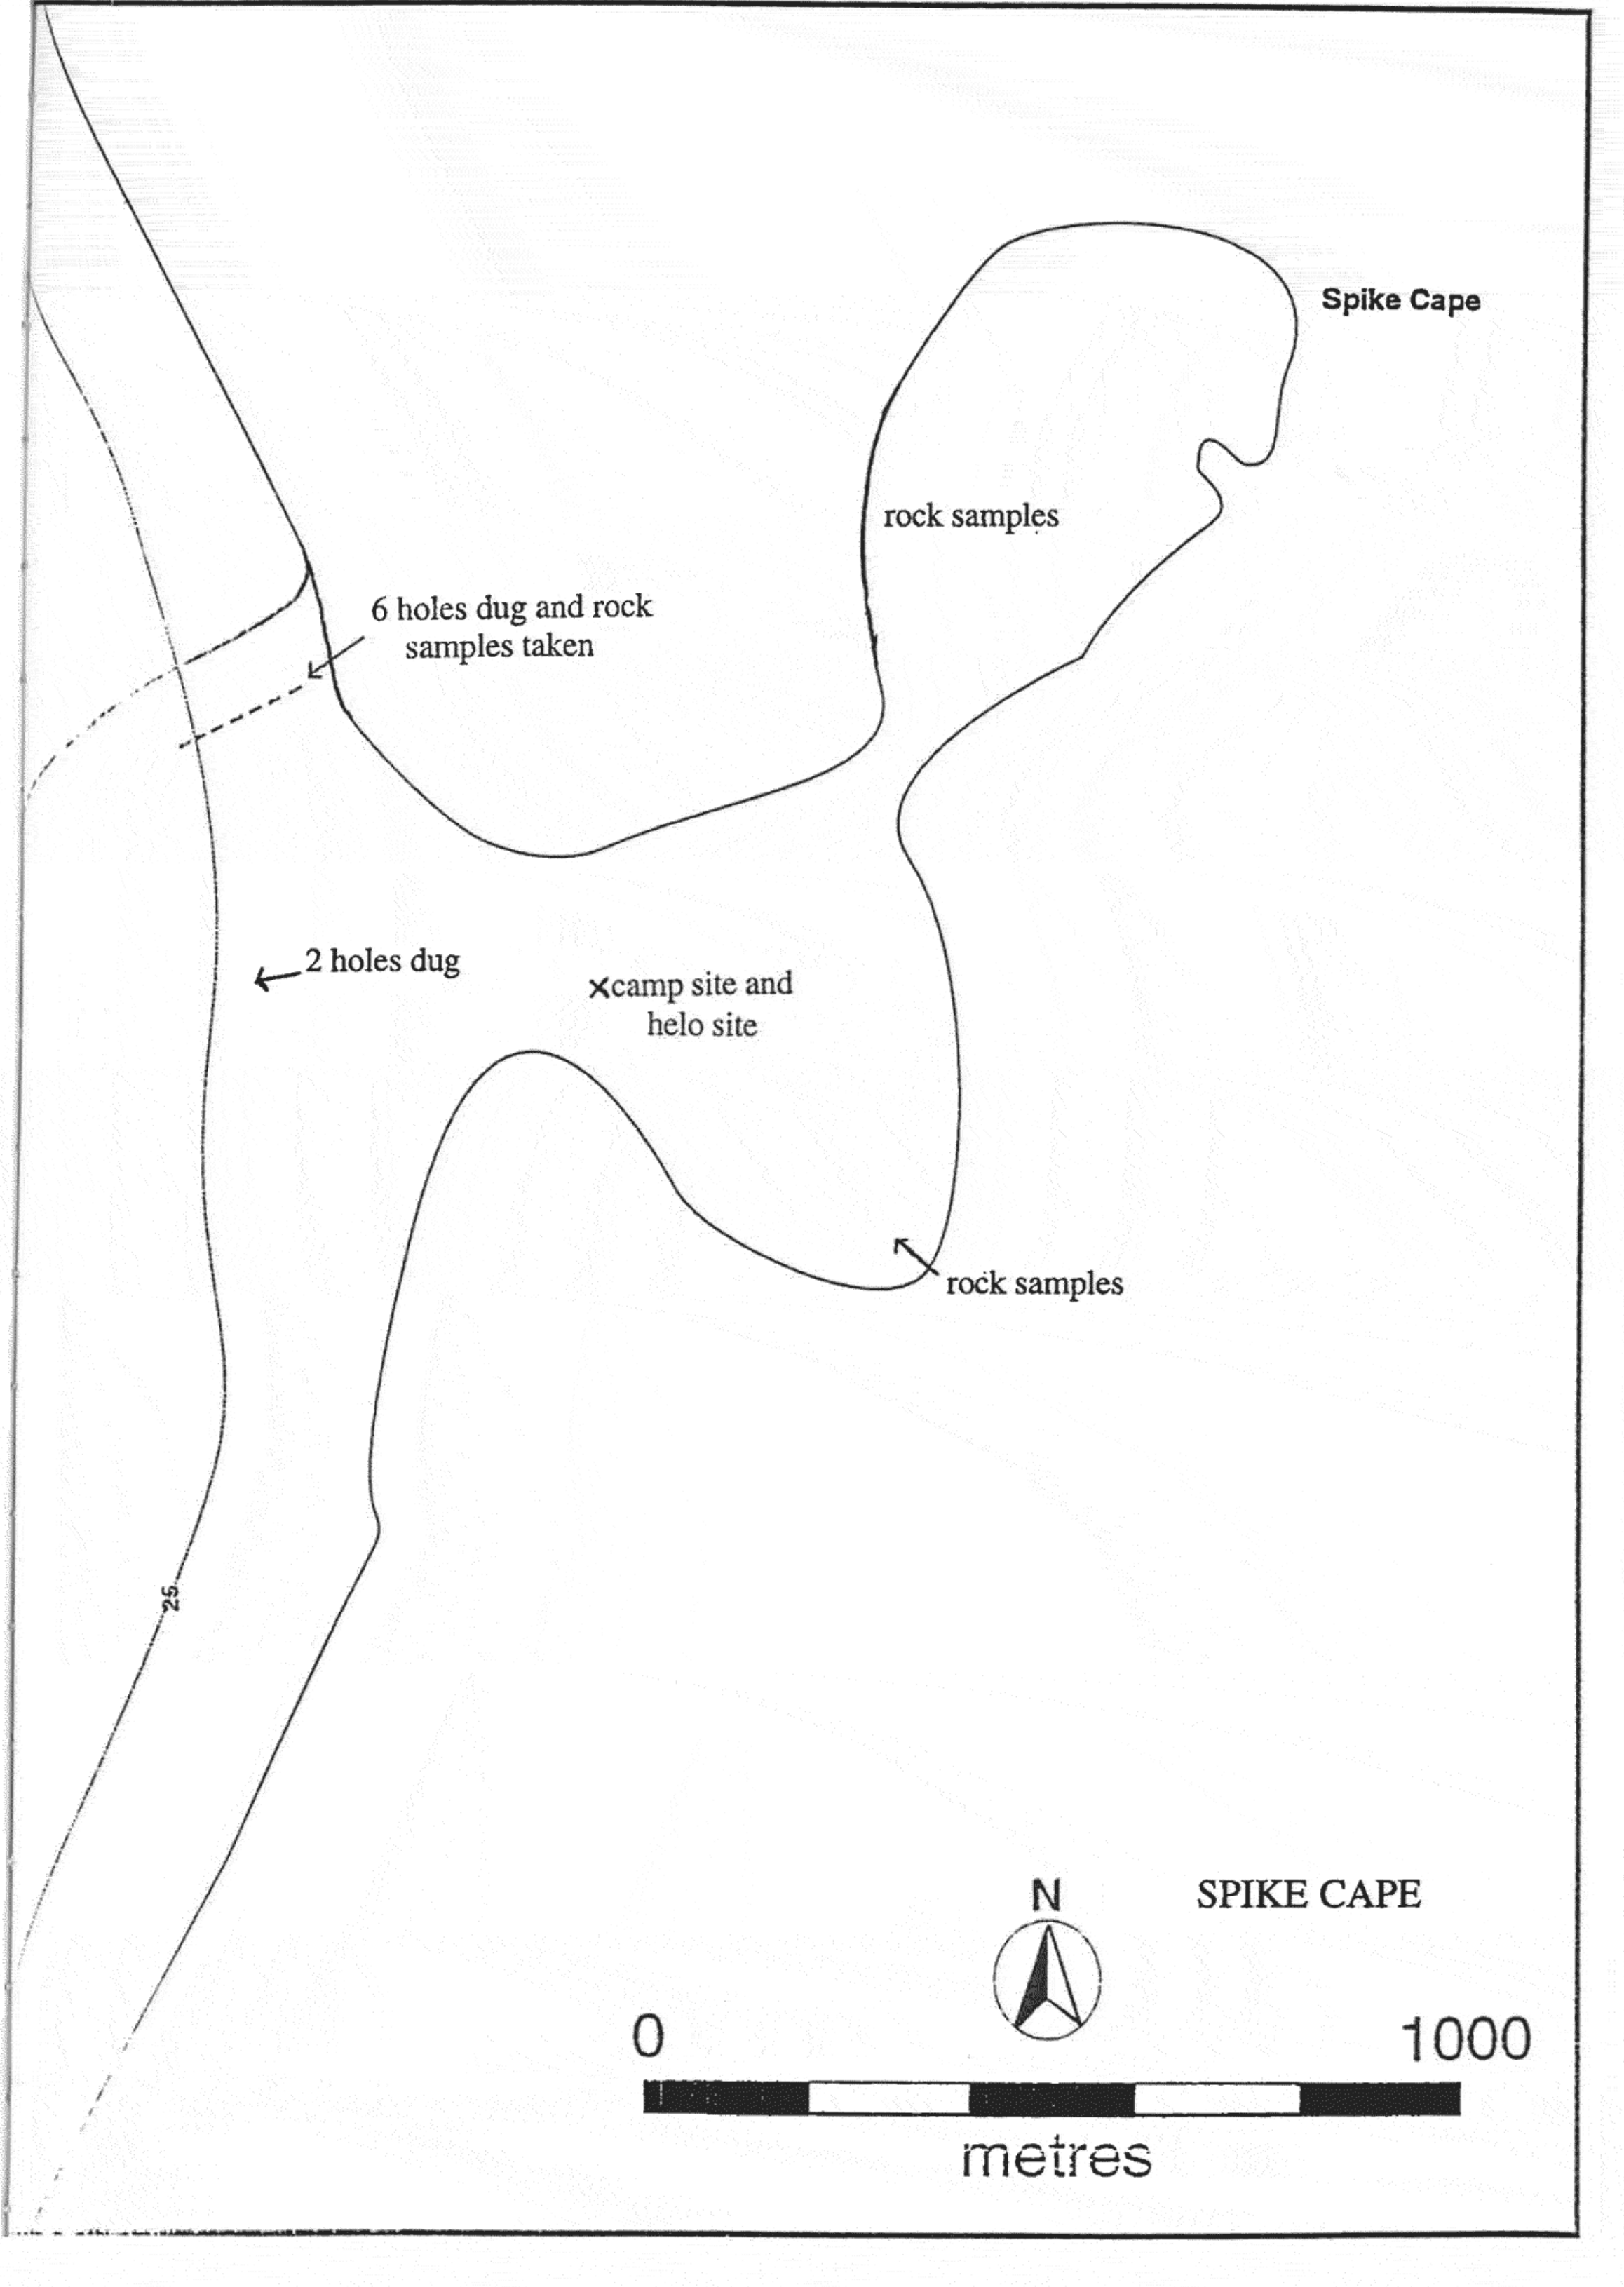 Spike Cape
rock samples
6 holes dug and rock
samples taken
2 holes dug
xcamp site and
helo site
rock samples
25
N
SPIKE CAPE
0
1000
metres